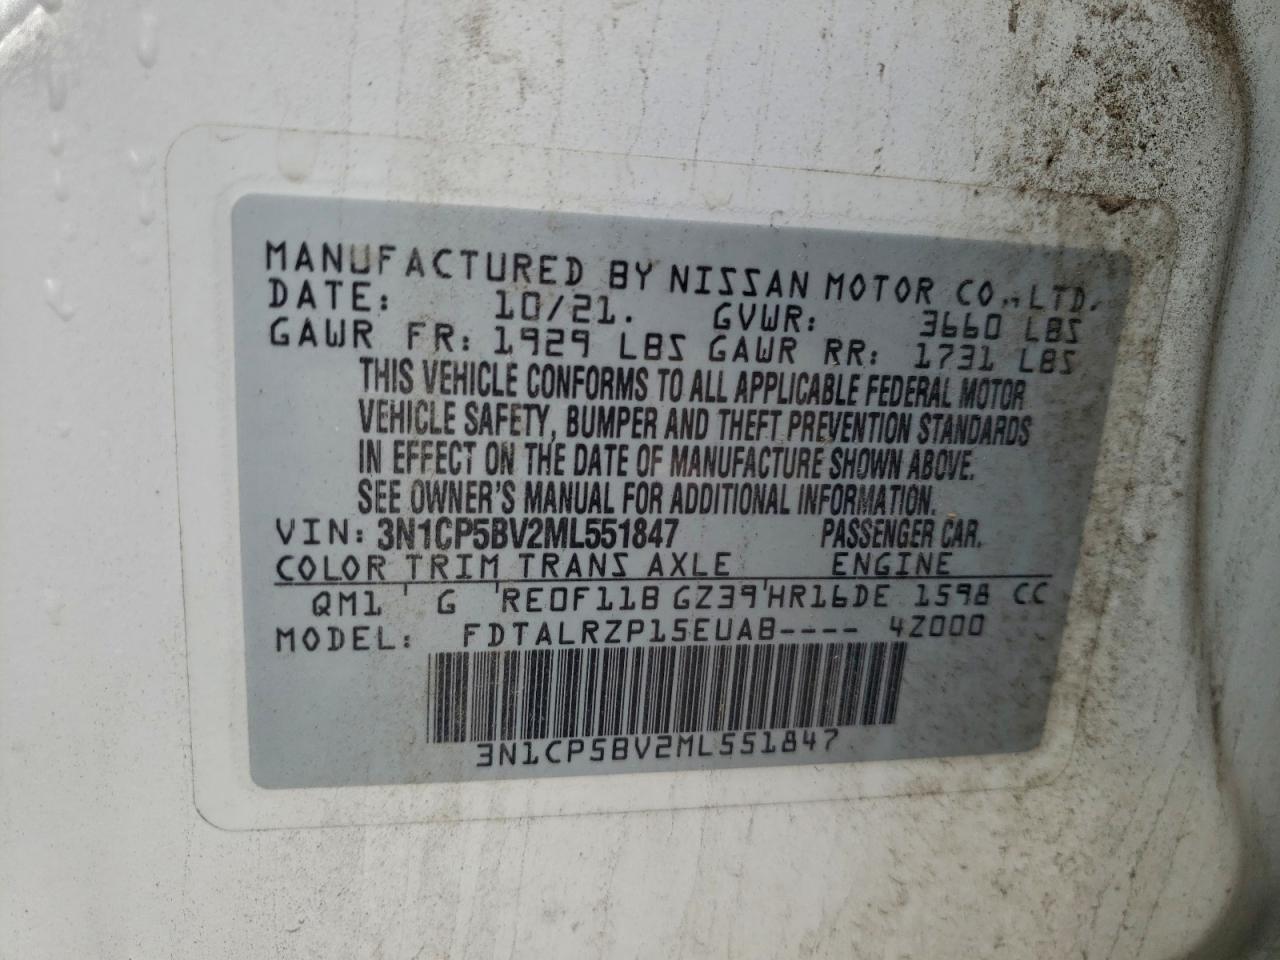 MANUFACTURED BY NISSAN MOTOR CO., LTD.
DATE: 10/21. GVWR: 3660 LBS
GAWR FR: 1929 LBS GAWR RR: 1731 LBS
THIS VEHICLE CONFORMS TO ALL APPLICABLE FEDERAL MOTOR
VEHICLE SAFETY, BUMPER AND THEFT PREVENTION STANDARDS
IN EFFECT ON THE DATE OF MANUFACTURE SHOWN ABOVE.
SEE OWNER'S MANUAL FOR ADDITIONAL INFORMATION.
VIN: 3N1CP5BV2ML551847 PASSENGER CAR.
COLOR TRIM TRANS AXLE ENGINE
QM1 ' G 'RE0F11B GZ39'HR16DE 1598 CC
MODEL: FDTALRZP15EUAB---- 4Z000
3N1CP5BV2ML551847